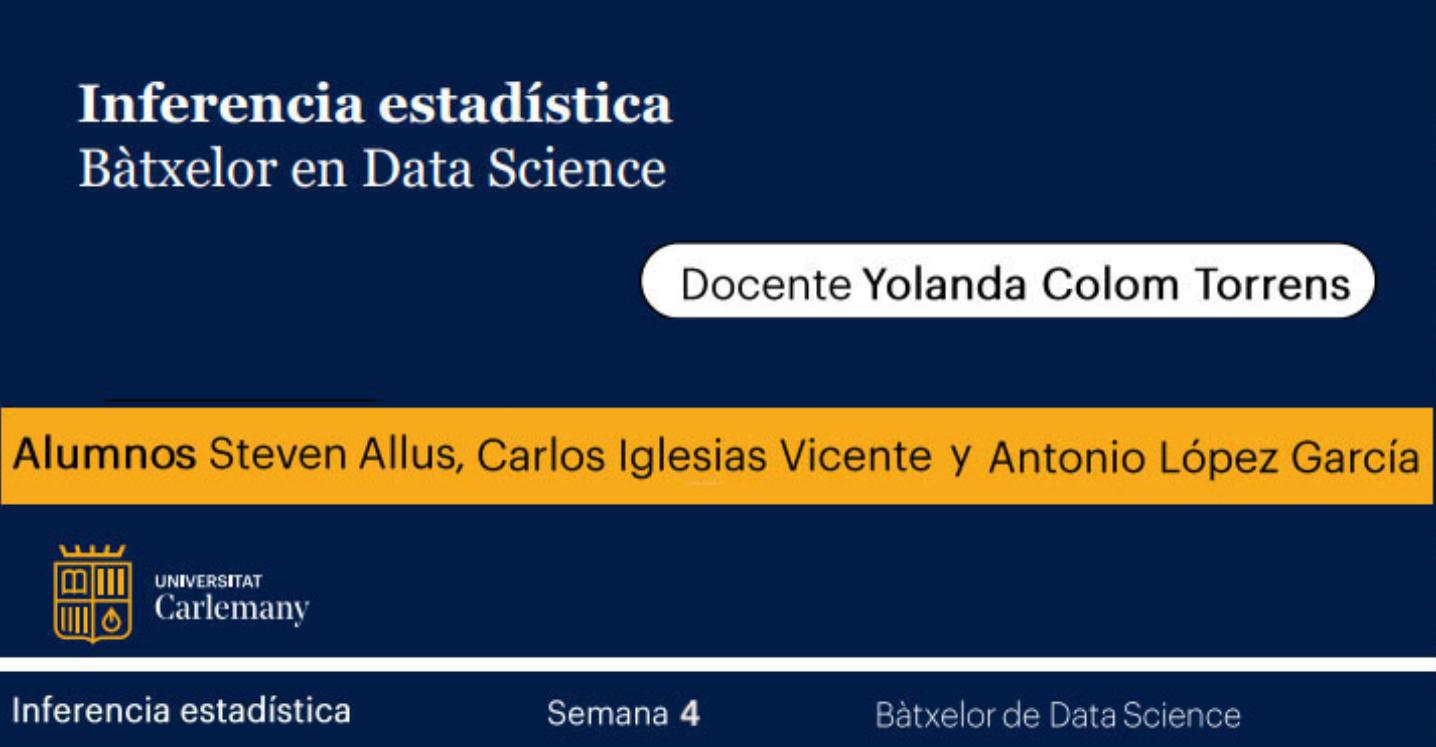 Inferencia estadística
Bàtxelor en Data Science
Docente Yolanda Colom Torrens
Alumnos Steven Allus, Carlos Iglesias Vicente y Antonio López García
UNIVERSITAT
Carlemany
Inferencia estadística Semana 4 Bàtxelor de Data Science